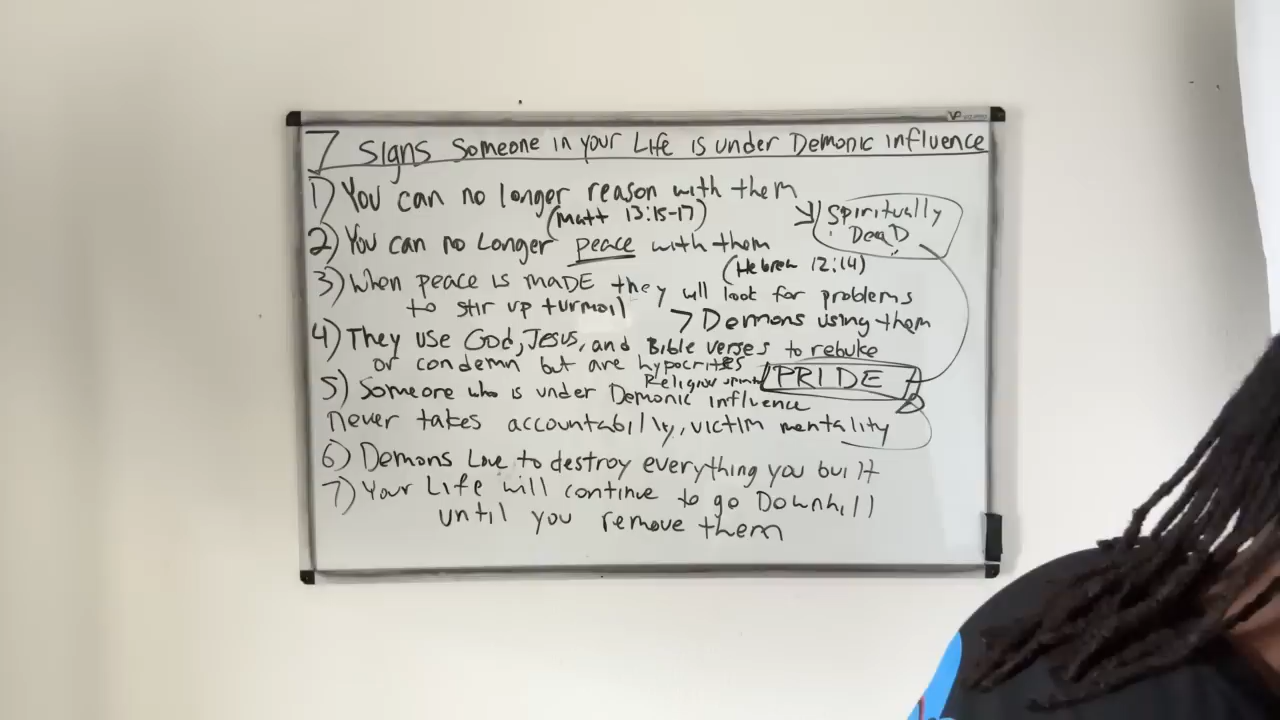 7 Signs Someone in your Life is under Demonic influence
1) You can no longer reason with them
(Matt 13:15-17)
Spiritually
DeaD
2) You can no Longer peace with them
(Hebrew 12:14)
3) When peace is maDE they will look for problems
to stir up turmoil
> Demons using them
4) They use God, Jesus, and Bible verses to rebuke
or condemn but are hypocrites
Religious
PRIDE
5) Someone who is under Demonic influence
Never takes accountability, victim mentality
6) Demons Love to destroy everything you built
7) Your Life will continue to go Downhill
until you remove them